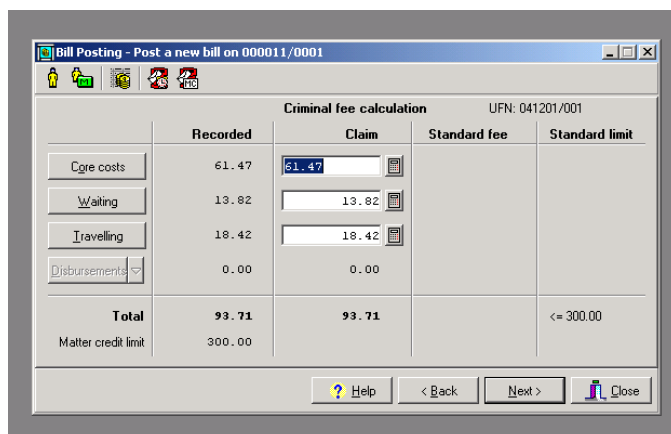 Bill Posting - Post a new bill on 000011/0001
M MC
Criminal fee calculation UFN: 041201/001
Recorded Claim Standard fee Standard limit
Core costs 61.47 61.47
Waiting 13.82 13.82
Travelling 18.42 18.42
Disbursements 0.00 0.00
Total 93.71 93.71 <= 300.00
Matter credit limit 300.00
? Help < Back Next > Close